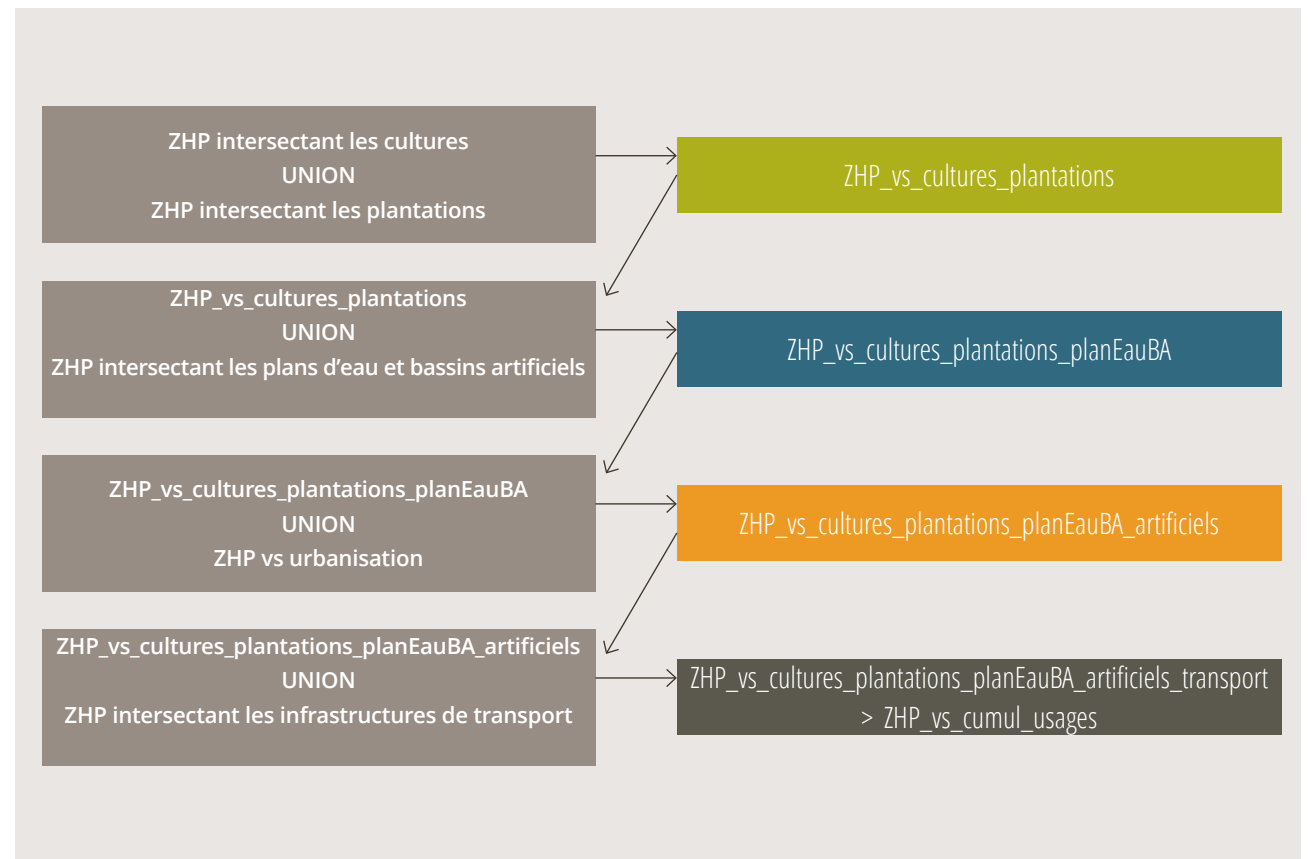 ZHP intersectant les cultures
UNION
ZHP intersectant les plantations
ZHP_vs_cultures_plantations
ZHP_vs_cultures_plantations
UNION
ZHP intersectant les plans d’eau et bassins artificiels
ZHP_vs_cultures_plantations_planEauBA
ZHP_vs_cultures_plantations_planEauBA
UNION
ZHP vs urbanisation
ZHP_vs_cultures_plantations_planEauBA_artificiels
ZHP_vs_cultures_plantations_planEauBA_artificiels
UNION
ZHP intersectant les infrastructures de transport
ZHP_vs_cultures_plantations_planEauBA_artificiels_transport
> ZHP_vs_cumul_usages